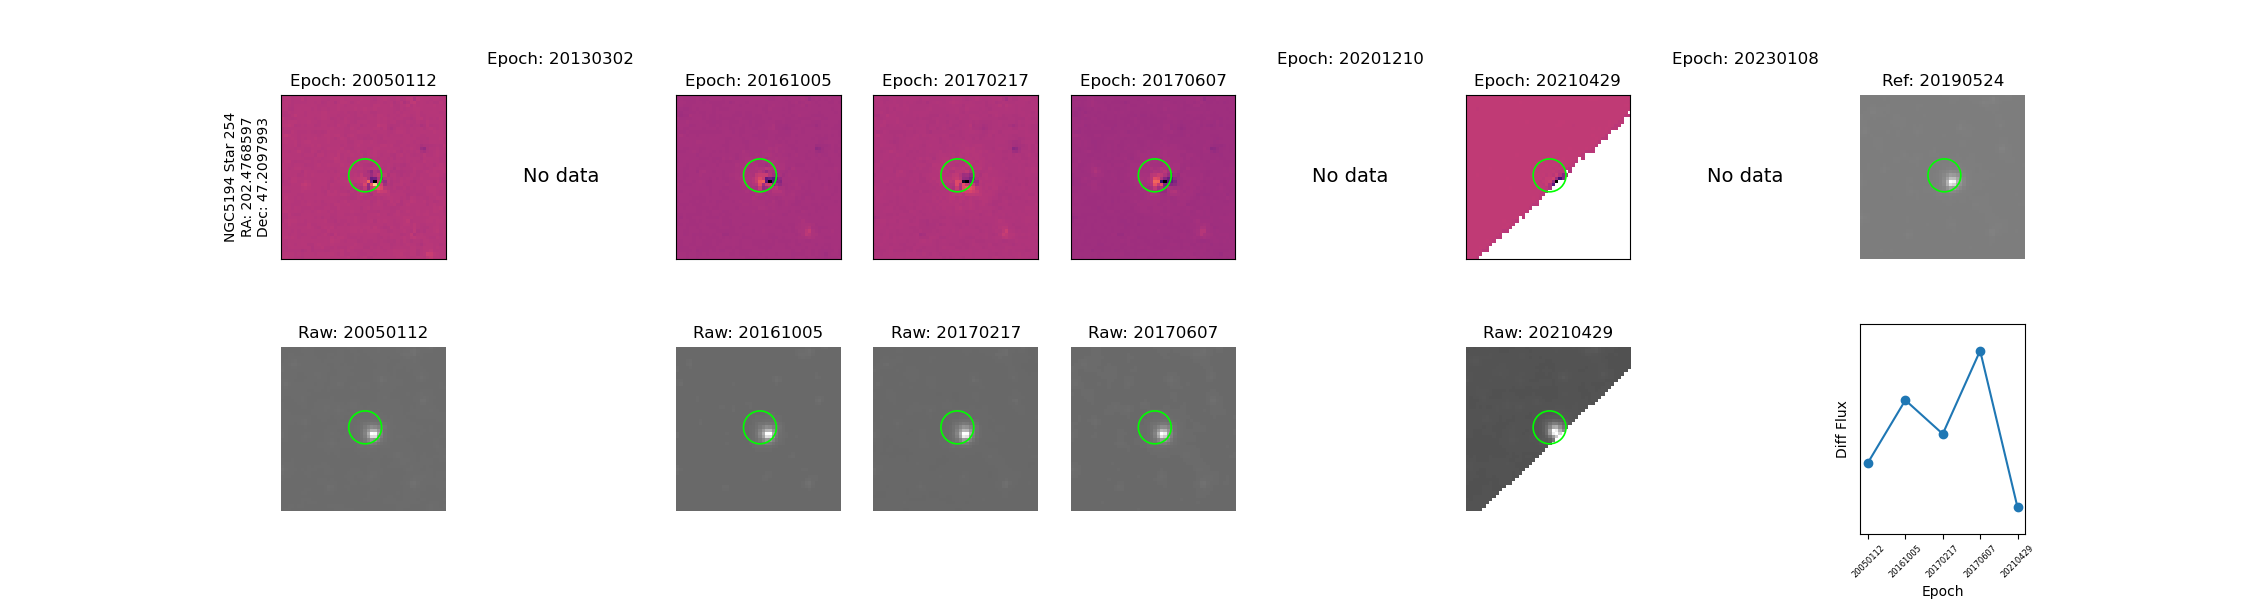 Epoch: 20130302
Epoch: 20201210
Epoch: 20230108
Epoch: 20050112
Epoch: 20161005
Epoch: 20170217
Epoch: 20170607
Epoch: 20210429
Ref: 20190524
NGC5194 Star 254
RA: 202.4768597
Dec: 47.2097993
No data
No data
No data
Raw: 20050112
Raw: 20161005
Raw: 20170217
Raw: 20170607
Raw: 20210429
Diff Flux
20050112
20161005
20170217
20170607
20210429
Epoch